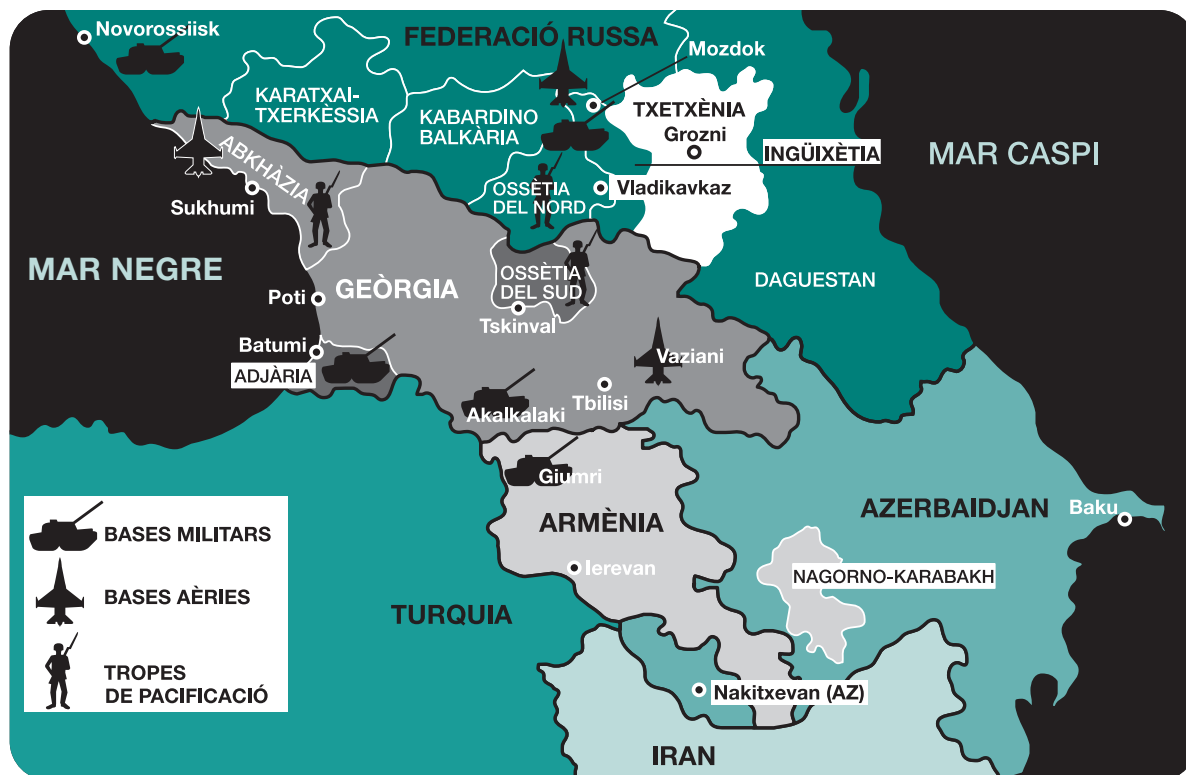 Novorossiisk
FEDERACIÓ RUSSA
Mozdok
KARATXAI-
TXERKÈSSIA
KABARDINO
BALKÀRIA
TXETXÈNIA
Grozni
INGÜIXÈTIA
MAR CASPI
ABKHÀZIA
OSSÈTIA
DEL NORD
Vladikavkaz
Sukhumi
MAR NEGRE
GEÒRGIA
OSSÈTIA
DEL SUD
DAGUESTAN
Poti
Tskinval
Batumi
ADJÀRIA
Vaziani
Akalkalaki
Tbilisi
Giumri
ARMÈNIA
AZERBAIDJAN
Baku
Ierevan
NAGORNO-KARABAKH
TURQUIA
Nakitxevan (AZ)
IRAN
BASES MILITARS
BASES AÈRIES
TROPES
DE PACIFICACIÓ